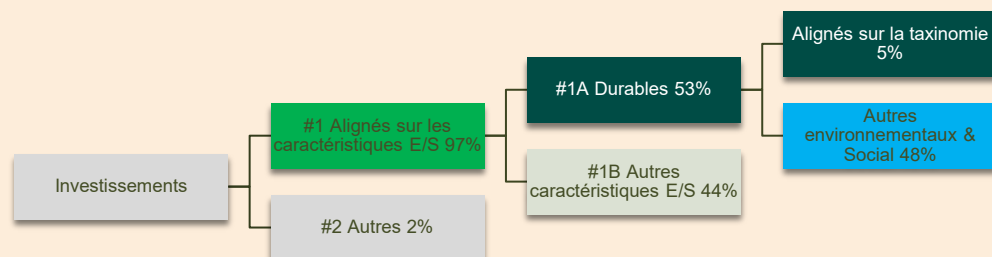 Alignés sur la taxinomie
5%
#1A Durables 53%
#1 Alignés sur les
caractéristiques E/S 97%
Autres
environnementaux &
Social 48%
Investissements
#1B Autres
caractéristiques E/S 44%
#2 Autres 2%